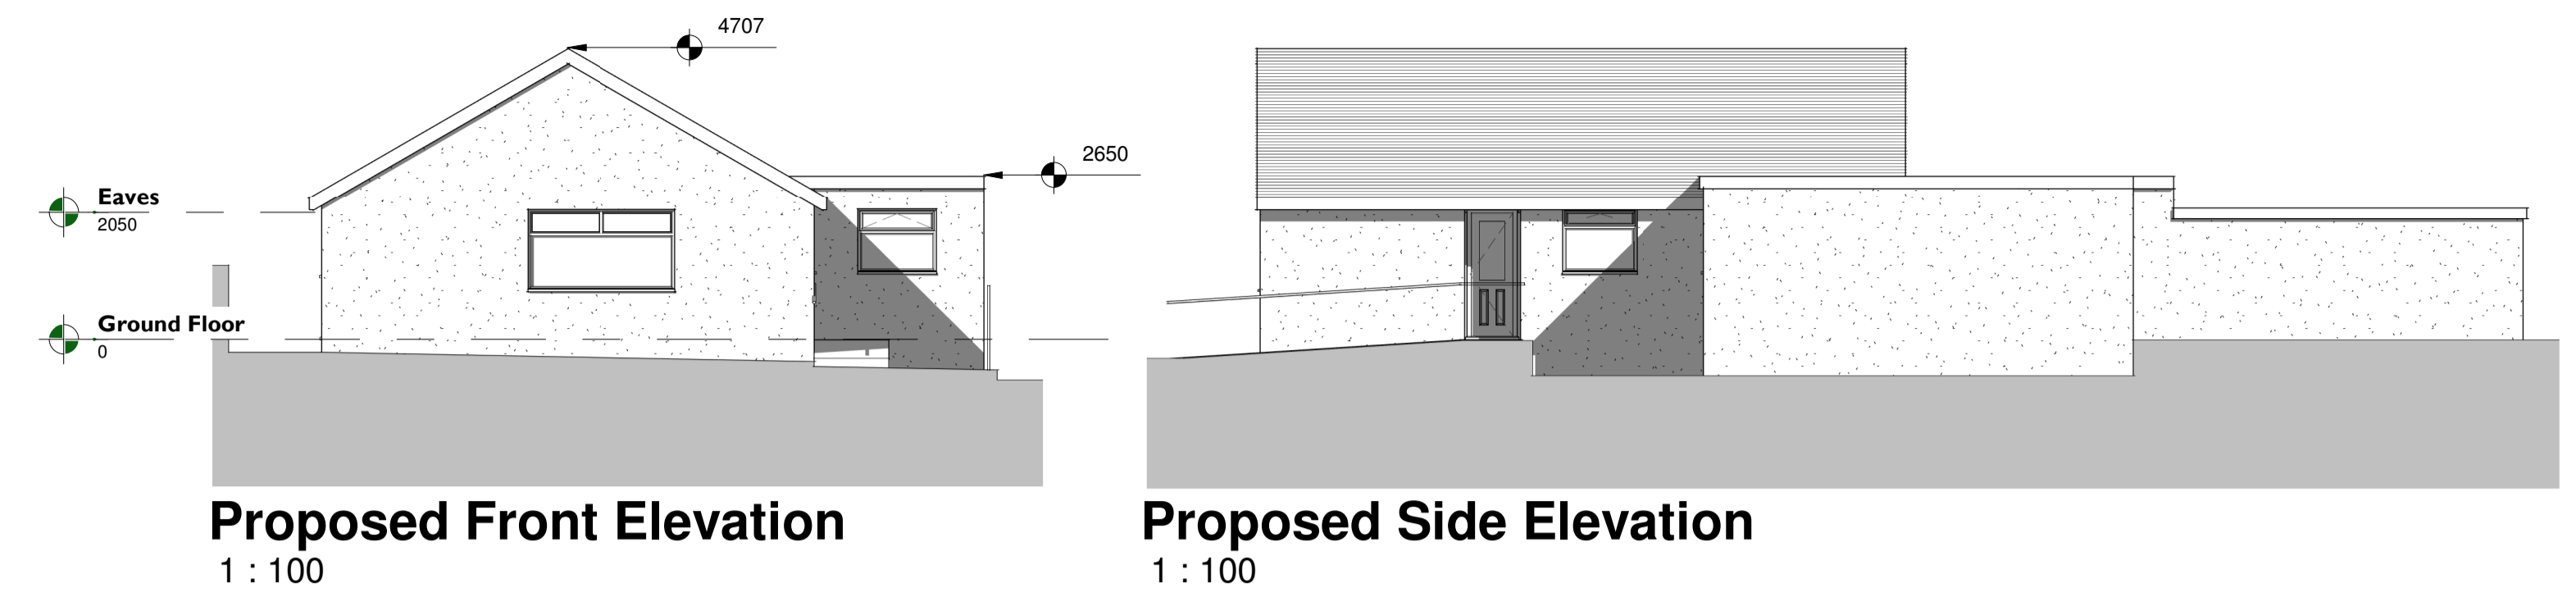 4707
2650
Eaves
2050
Ground Floor
0
Proposed Front Elevation
1 : 100
Proposed Side Elevation
1 : 100